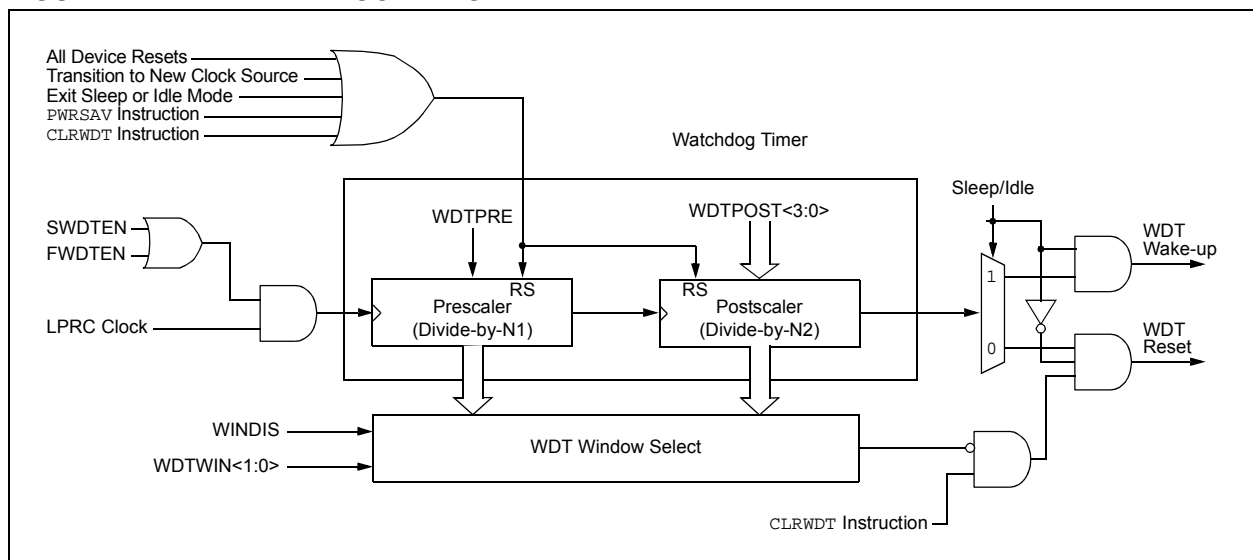 All Device Resets
Transition to New Clock Source
Exit Sleep or Idle Mode
PWRSAV Instruction
CLRWDT Instruction
Watchdog Timer
Sleep/Idle
SWDTEN
FWDTEN
WDTPRE
WDTPOST<3:0>
WDT
Wake-up
RS
RS
1
Prescaler
(Divide-by-N1)
Postscaler
(Divide-by-N2)
LPRC Clock
0
WDT
Reset
WINDIS
WDTWIN<1:0>
WDT Window Select
CLRWDT Instruction